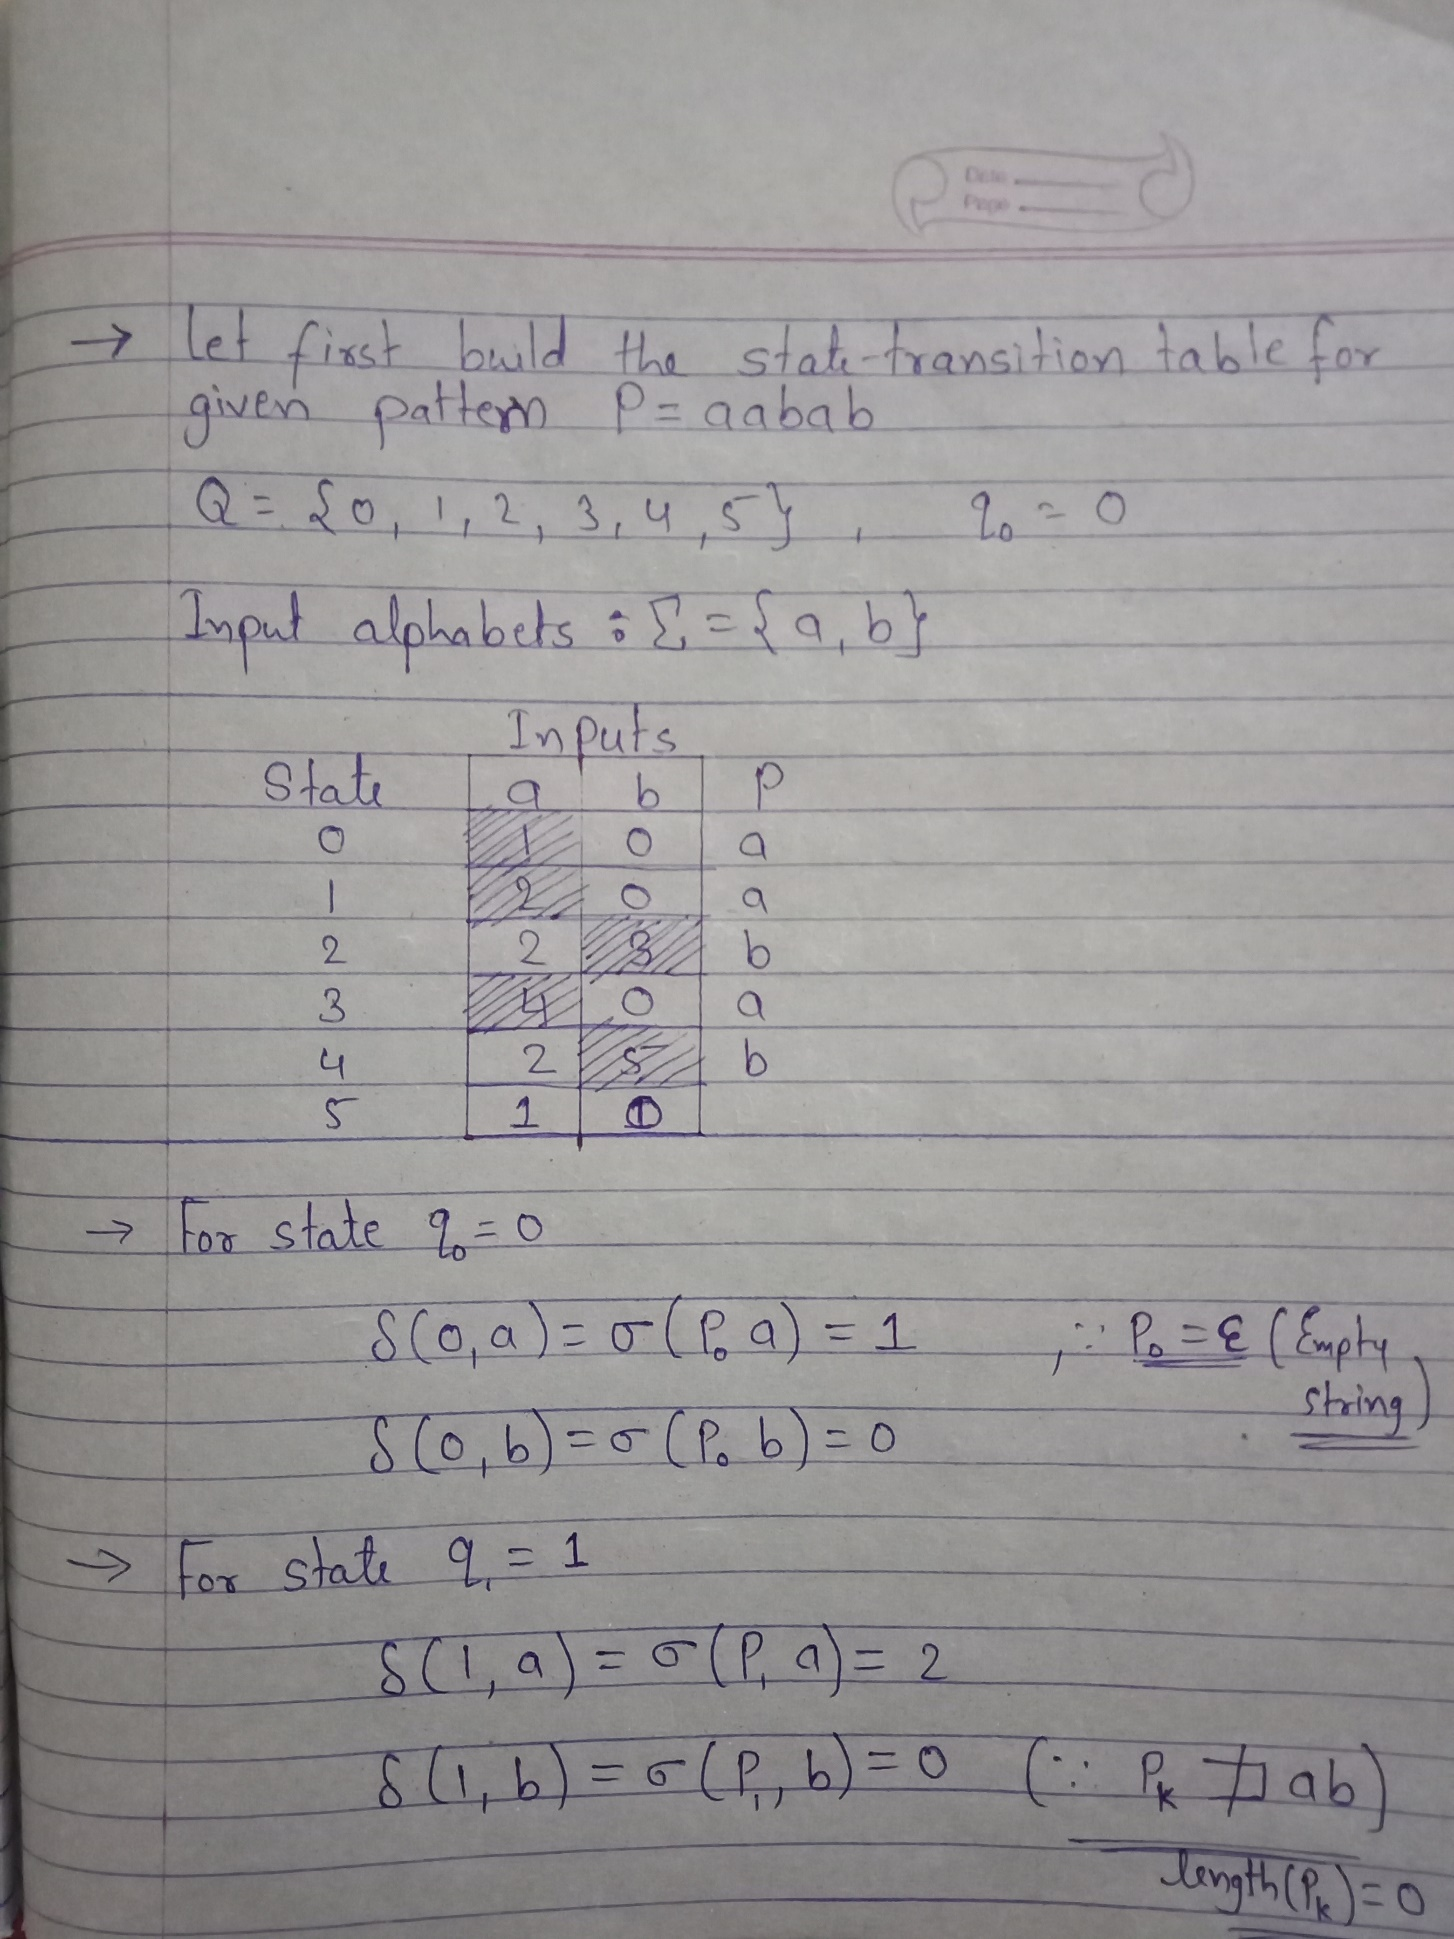 Date
Page
→ Let first build the state-transition table for
given pattern P = aabab
Q = {0, 1, 2, 3, 4, 5} , q₀ = 0
Input alphabets : Σ = {a, b}
Inputs
State a b P
0 1 0 a
1 2 0 a
2 2 3 b
3 4 0 a
4 2 5 b
5 1
→ For state q₀ = 0
δ(0, a) = σ(P₀ a) = 1 , ∵ P₀ = ε (Empty
string)
δ(0, b) = σ(P₀ b) = 0
→ For state q₁ = 1
δ(1, a) = σ(P₁ a) = 2
δ(1, b) = σ(P₁, b) = 0 (∵ Pₖ ⋣ ab)
length(Pₖ) = 0